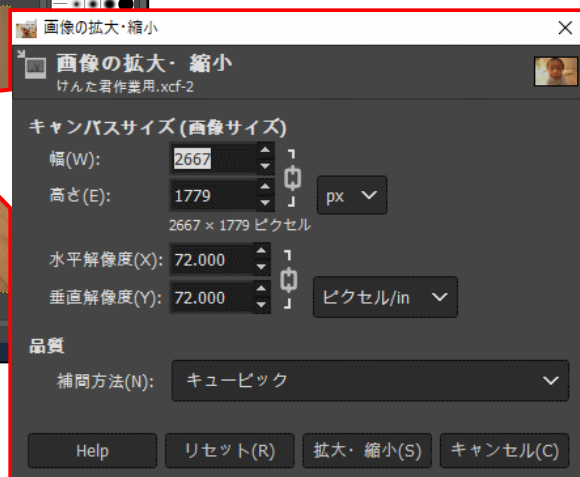 画像の拡大・縮小
画像の拡大・ 縮小
けんた君作業用.xcf-2
キャンバスサイズ (画像サイズ)
幅(W): 2667
高さ(E): 1779 px
2667 × 1779 ピクセル
水平解像度(X): 72.000
垂直解像度(Y): 72.000 ピクセル/in
品質
補間方法(N): キュービック
Help リセット(R) 拡大・ 縮小(S) キャンセル(C)